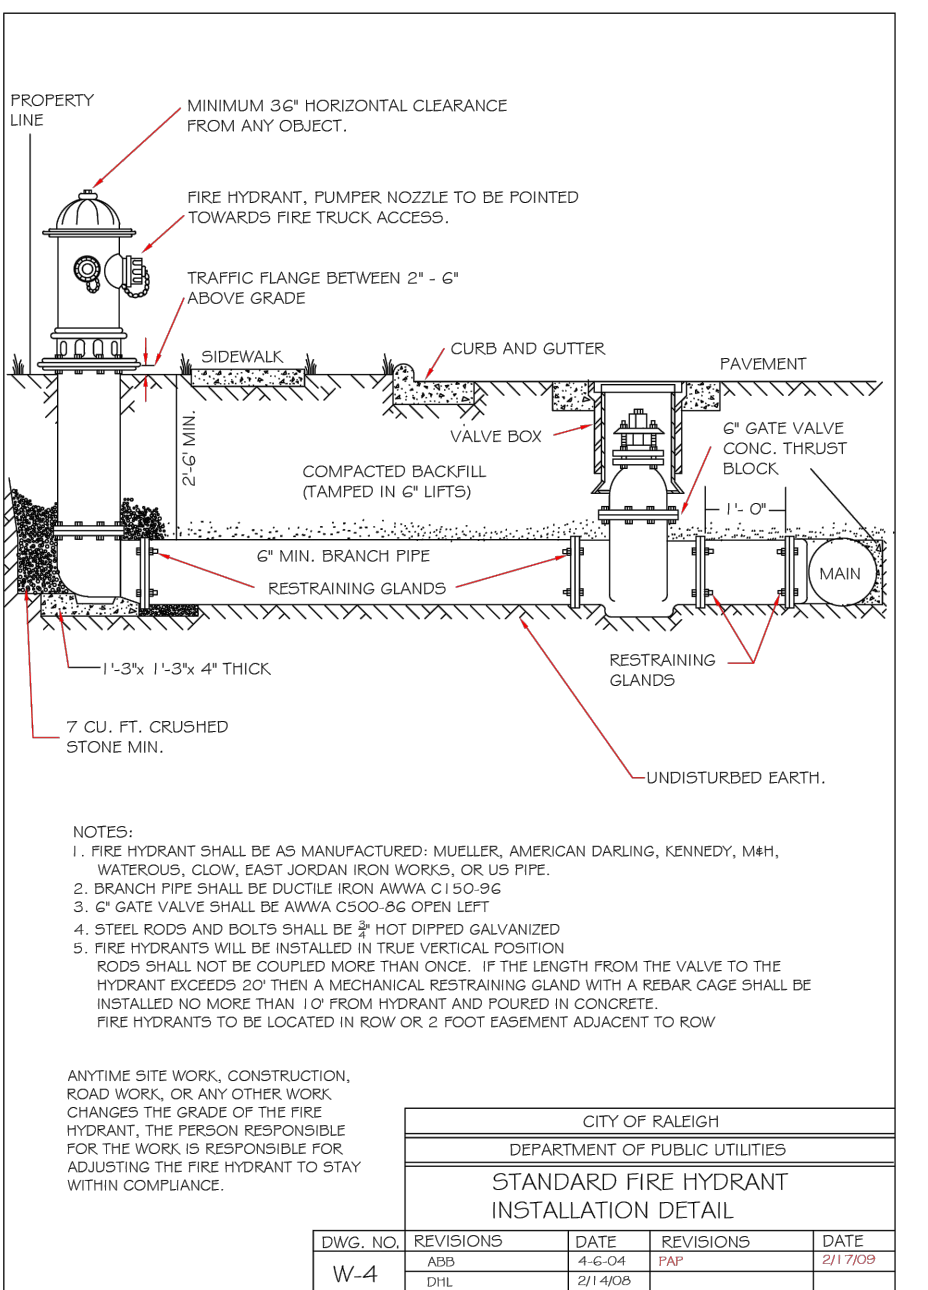 PROPERTY
LINE
MINIMUM 36" HORIZONTAL CLEARANCE
FROM ANY OBJECT.
FIRE HYDRANT, PUMPER NOZZLE TO BE POINTED
TOWARDS FIRE TRUCK ACCESS.
TRAFFIC FLANGE BETWEEN 2" - 6"
ABOVE GRADE
SIDEWALK
CURB AND GUTTER
PAVEMENT
2'-6' MIN.
VALVE BOX
6" GATE VALVE
CONC. THRUST
BLOCK
COMPACTED BACKFILL
(TAMPED IN 6" LIFTS)
1'- 0"
6" MIN. BRANCH PIPE
RESTRAINING GLANDS
MAIN
1'-3"x 1'-3"x 4" THICK
RESTRAINING
GLANDS
7 CU. FT. CRUSHED
STONE MIN.
UNDISTURBED EARTH.
NOTES:
1. FIRE HYDRANT SHALL BE AS MANUFACTURED: MUELLER, AMERICAN DARLING, KENNEDY, M&H,
WATEROUS, CLOW, EAST JORDAN IRON WORKS, OR US PIPE.
2. BRANCH PIPE SHALL BE DUCTILE IRON AWWA C150-96
3. 6" GATE VALVE SHALL BE AWWA C500-86 OPEN LEFT
4. STEEL RODS AND BOLTS SHALL BE 3/4" HOT DIPPED GALVANIZED
5. FIRE HYDRANTS WILL BE INSTALLED IN TRUE VERTICAL POSITION
RODS SHALL NOT BE COUPLED MORE THAN ONCE. IF THE LENGTH FROM THE VALVE TO THE
HYDRANT EXCEEDS 20' THEN A MECHANICAL RESTRAINING GLAND WITH A REBAR CAGE SHALL BE
INSTALLED NO MORE THAN 10' FROM HYDRANT AND POURED IN CONCRETE.
FIRE HYDRANTS TO BE LOCATED IN ROW OR 2 FOOT EASEMENT ADJACENT TO ROW
ANYTIME SITE WORK, CONSTRUCTION,
ROAD WORK, OR ANY OTHER WORK
CHANGES THE GRADE OF THE FIRE
HYDRANT, THE PERSON RESPONSIBLE
FOR THE WORK IS RESPONSIBLE FOR
ADJUSTING THE FIRE HYDRANT TO STAY
WITHIN COMPLIANCE.
CITY OF RALEIGH
DEPARTMENT OF PUBLIC UTILITIES
STANDARD FIRE HYDRANT
INSTALLATION DETAIL
DWG. NO. REVISIONS DATE REVISIONS DATE
W-4 ABB 4-6-04 PAP 2/17/09
DHL 2/14/08